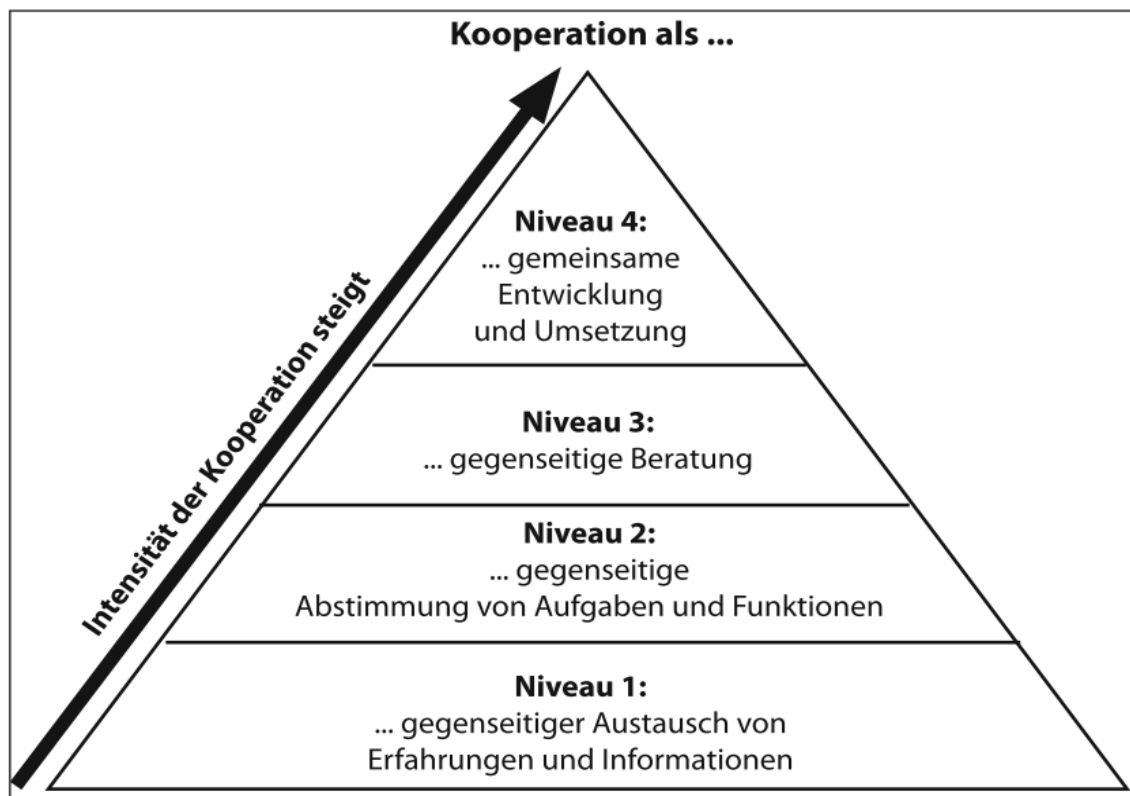 Kooperation als ...
Intensität der Kooperation steigt
Niveau 4:
... gemeinsame
Entwicklung
und Umsetzung
Niveau 3:
... gegenseitige Beratung
Niveau 2:
... gegenseitige
Abstimmung von Aufgaben und Funktionen
Niveau 1:
... gegenseitiger Austausch von
Erfahrungen und Informationen